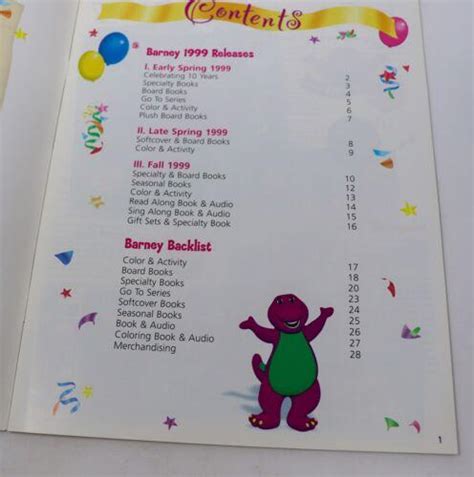 Contents
Barney 1999 Releases
I. Early Spring 1999
Celebrating 10 Years 2
Specialty Books 3
Board Books 4
Go To Series 5
Color & Activity 6
Plush Board Books 7
II. Late Spring 1999
Softcover & Board Books 8
Color & Activity 9
III. Fall 1999
Specialty & Board Books 10
Seasonal Books 12
Color & Activity 13
Read Along Book & Audio 14
Sing Along Book & Audio 15
Gift Sets & Specialty Book 16
Barney Backlist
Color & Activity 17
Board Books 18
Specialty Books 20
Go To Series 23
Softcover Books 24
Seasonal Books 25
Book & Audio 26
Coloring Book & Audio 27
Merchandising 28
1